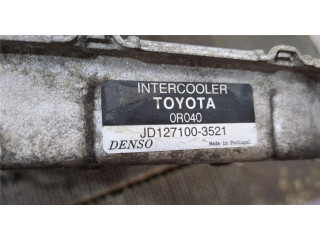 INTERCOOLER
TOYOTA
0R040
JD127100-3521
DENSO Made in Portugal